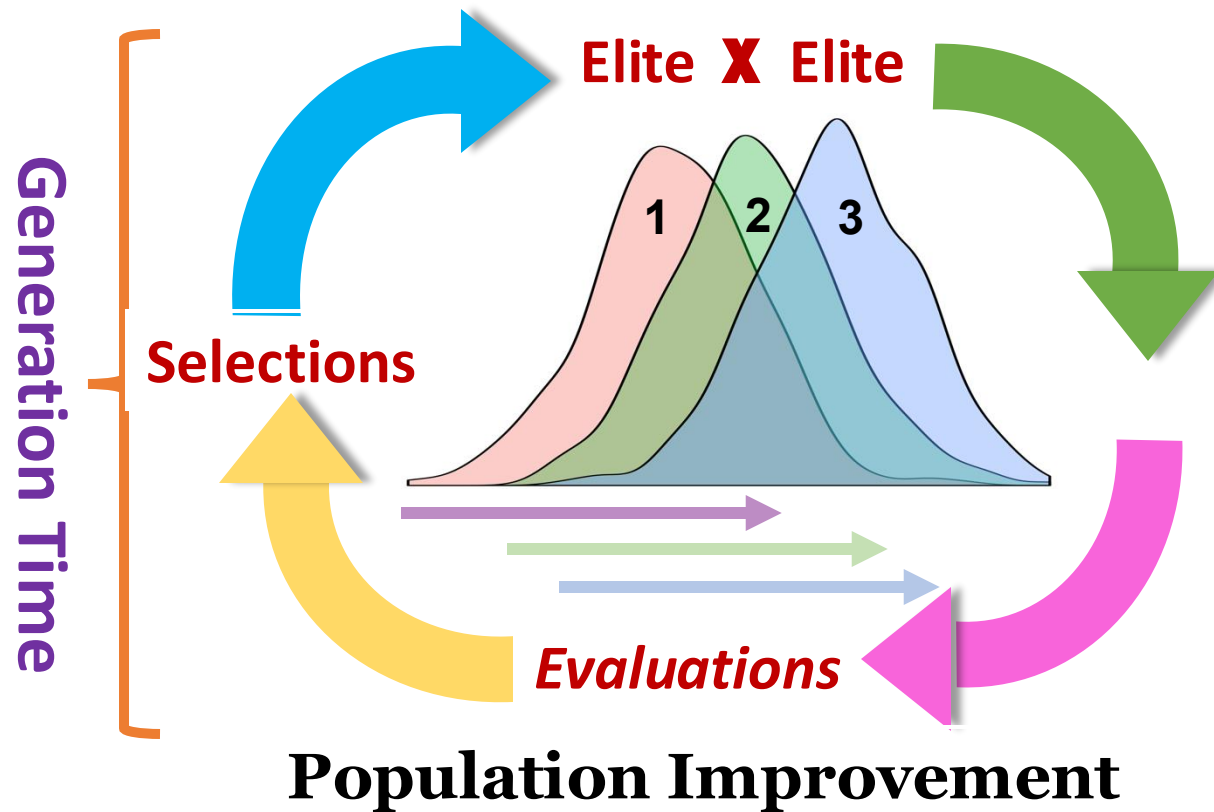 Elite X Elite
1 2 3
Generation Time
Selections
Evaluations
Population Improvement